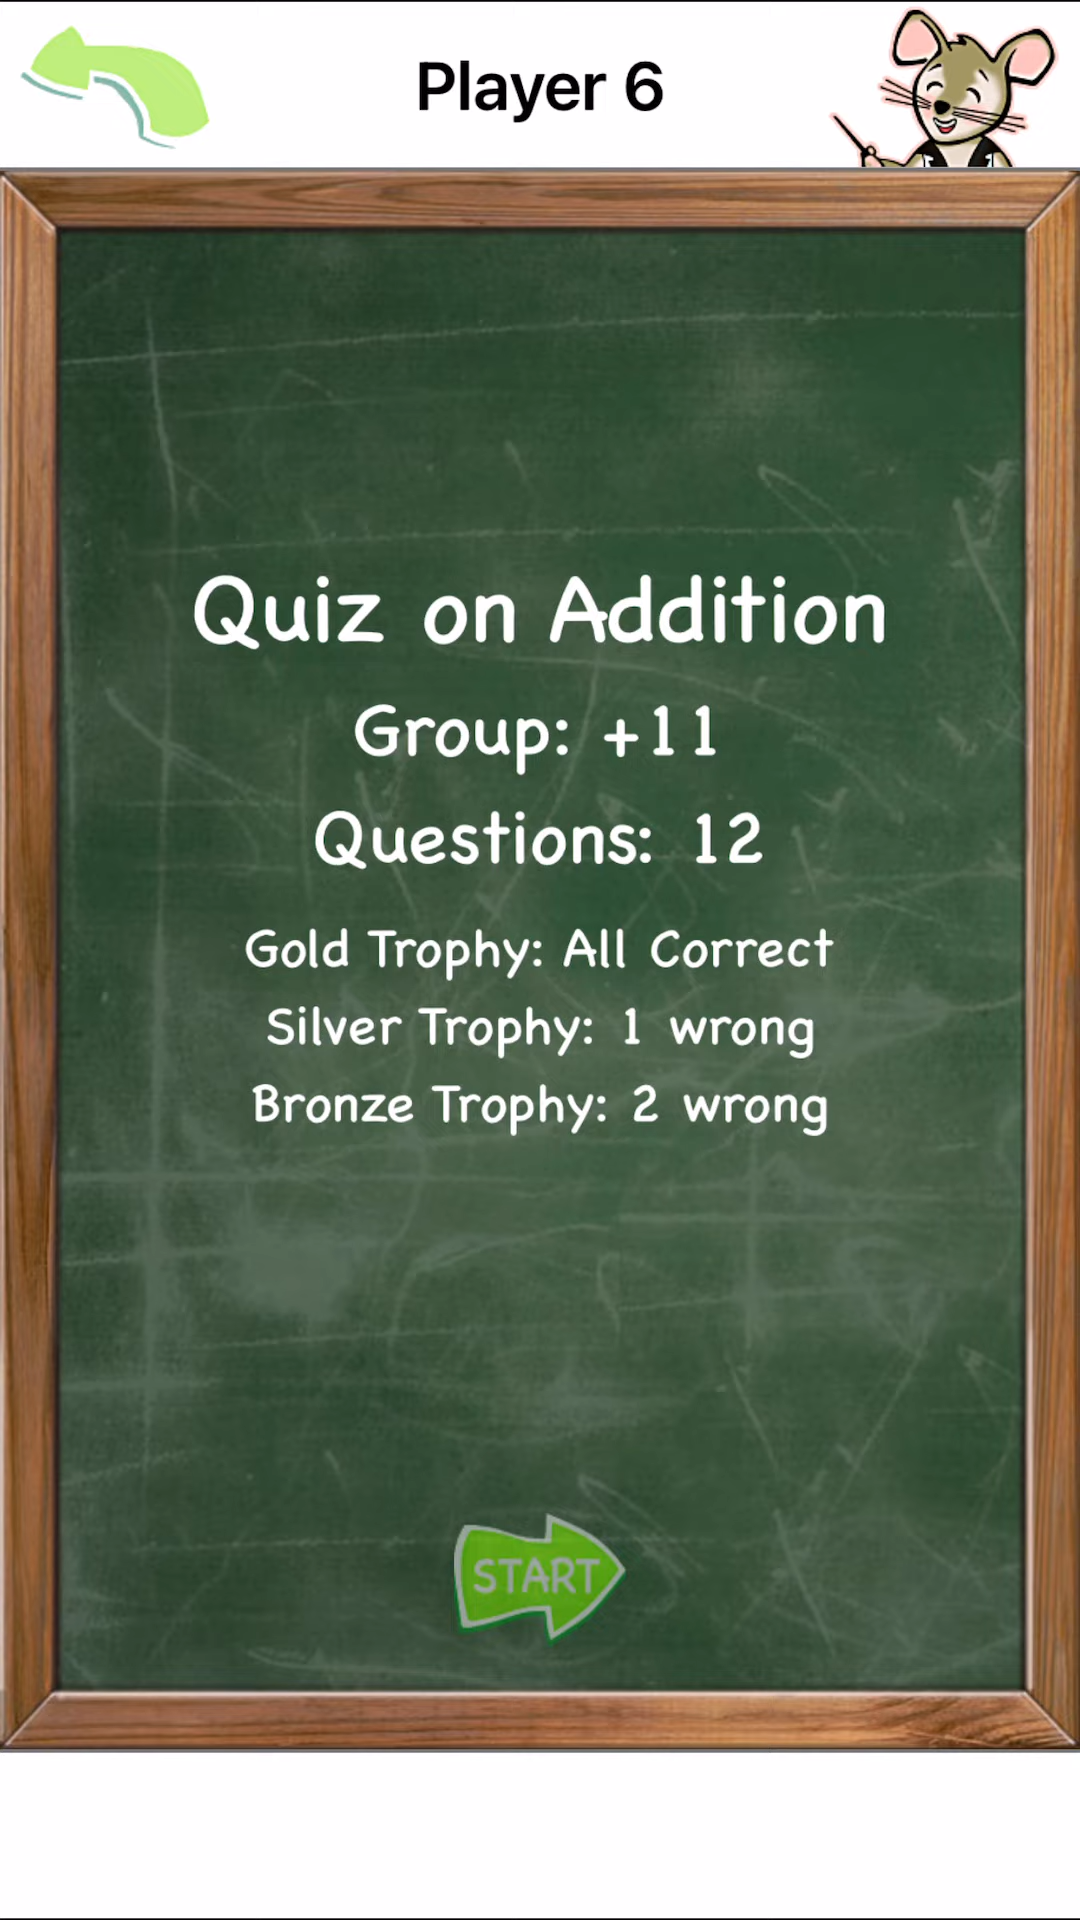 Player 6
Quiz on Addition
Group: +11
Questions: 12
Gold Trophy: All Correct
Silver Trophy: 1 wrong
Bronze Trophy: 2 wrong
START